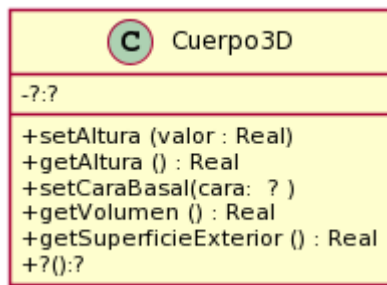 C Cuerpo3D
-?:?
+setAltura (valor : Real)
+getAltura () : Real
+setCaraBasal(cara:  ? )
+getVolumen () : Real
+getSuperficieExterior () : Real
+?():?